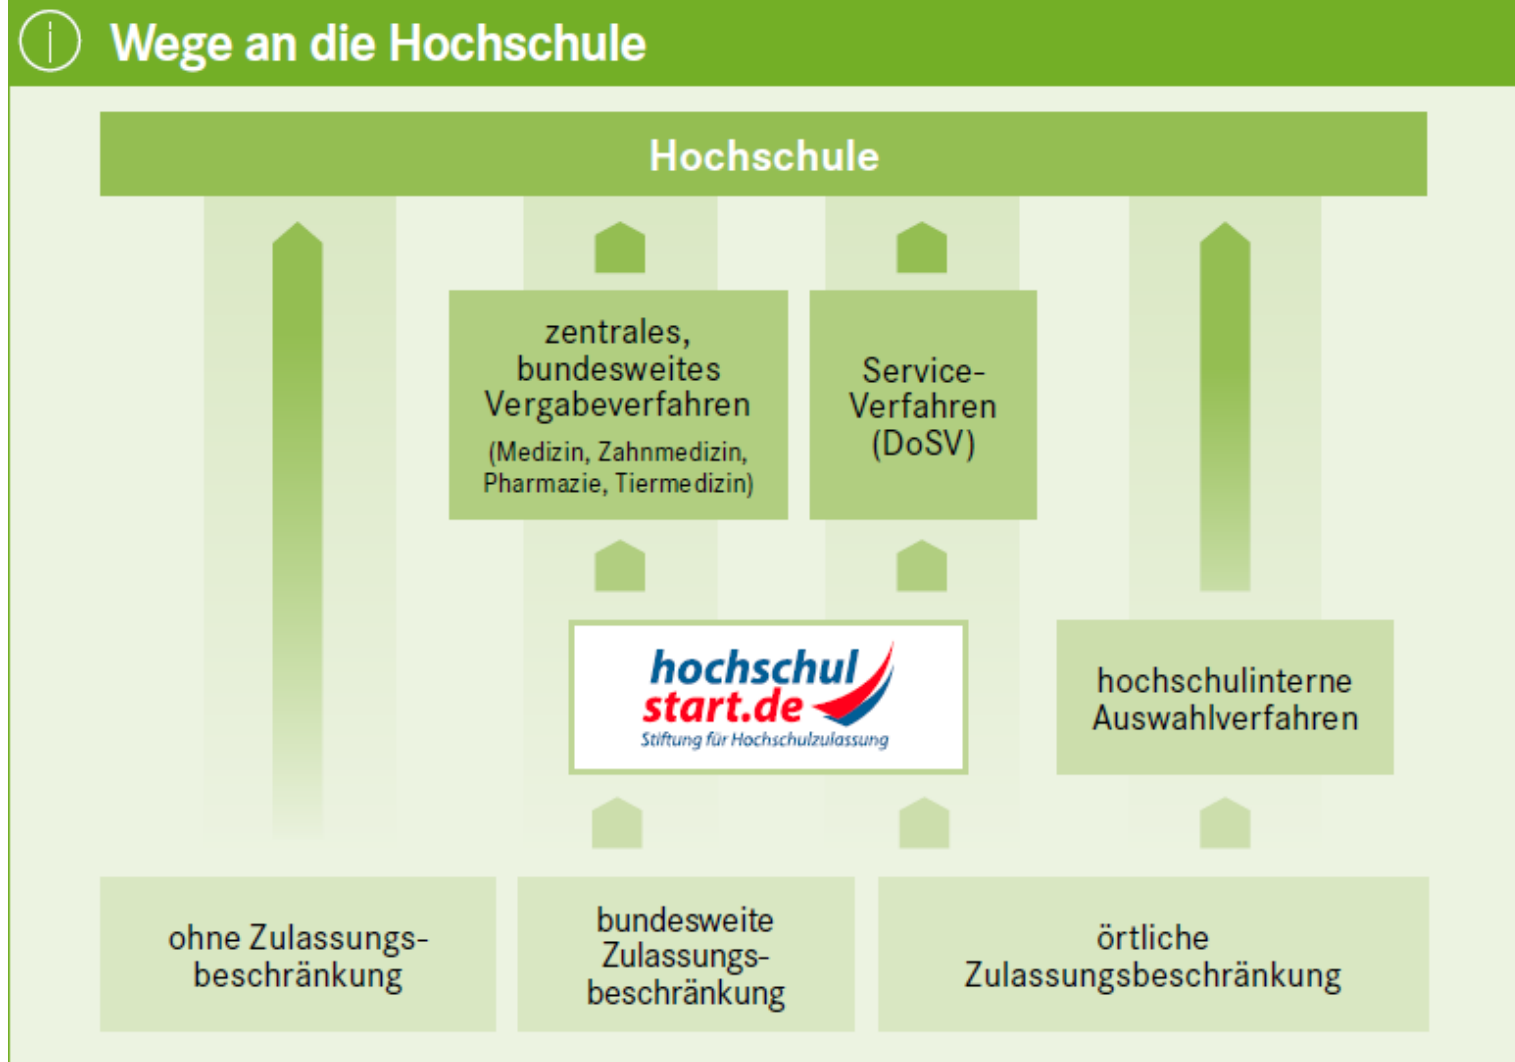 Wege an die Hochschule
Hochschule
zentrales,
bundesweites
Vergabeverfahren
(Medizin, Zahnmedizin,
Pharmazie, Tiermedizin)
Service-
Verfahren
(DoSV)
hochschul
start.de
Stiftung für Hochschulzulassung
hochschulinterne
Auswahlverfahren
ohne Zulassungs-
beschränkung
bundesweite
Zulassungs-
beschränkung
örtliche
Zulassungsbeschränkung